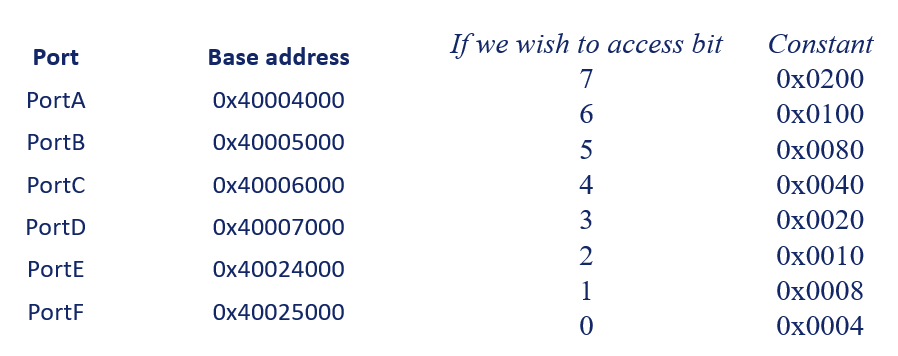 Port Base address
PortA 0x40004000
PortB 0x40005000
PortC 0x40006000
PortD 0x40007000
PortE 0x40024000
PortF 0x40025000
If we wish to access bit Constant
7 0x0200
6 0x0100
5 0x0080
4 0x0040
3 0x0020
2 0x0010
1 0x0008
0 0x0004